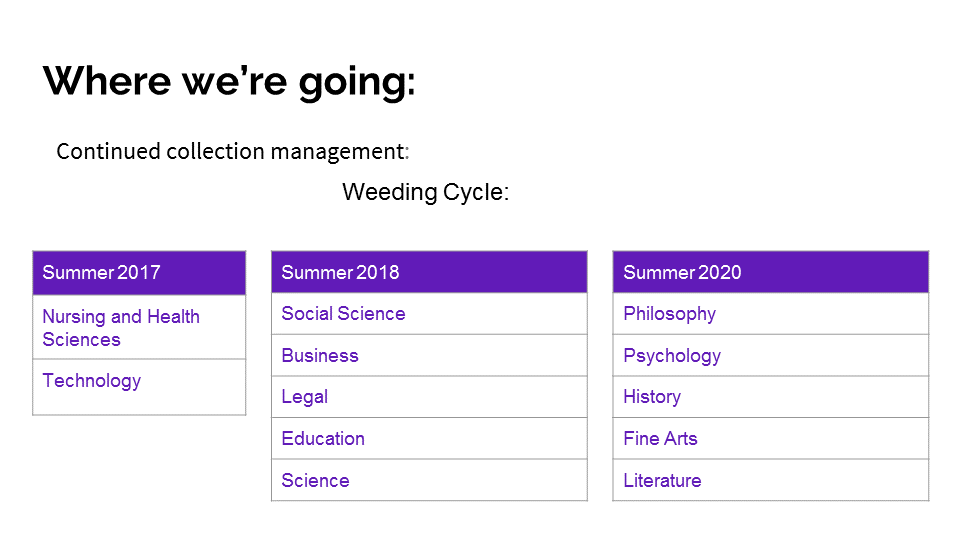 Where we’re going:
Continued collection management:
Weeding Cycle:
Summer 2017
Nursing and Health
Sciences
Technology
Summer 2018
Social Science
Business
Legal
Education
Science
Summer 2020
Philosophy
Psychology
History
Fine Arts
Literature